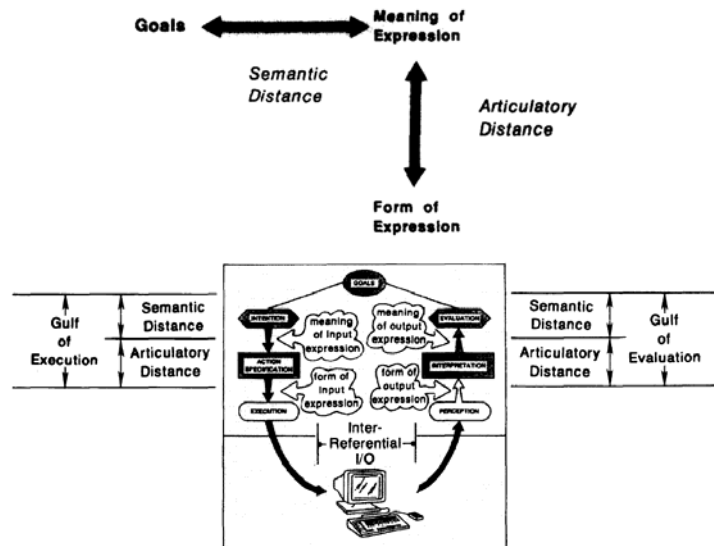 Goals
Meaning of
Expression
Semantic
Distance
Articulatory
Distance
Form of
Expression
Gulf
of
Execution
Semantic
Distance
Articulatory
Distance
GOALS
INTENTION
EVALUATION
meaning
of Input
expression
meaning
of output
expression
ACTION
SPECIFICATION
INTERPRETATION
form of
Input
expression
form of
output
expression
EXECUTION
PERCEPTION
Inter-
Referential
I/O
Semantic
Distance
Articulatory
Distance
Gulf
of
Evaluation